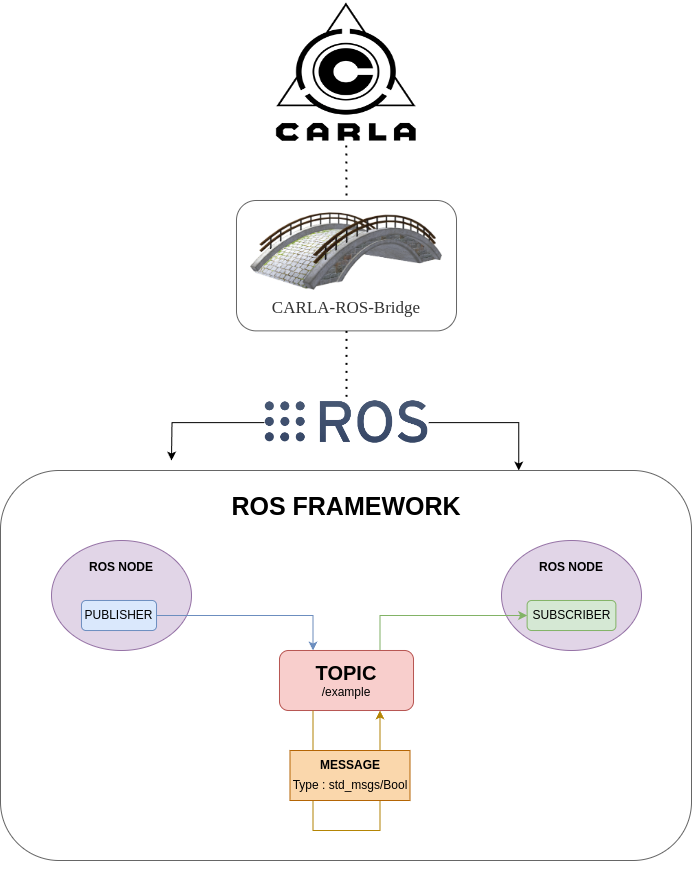 CARLA
CARLA-ROS-Bridge
ROS
ROS FRAMEWORK
ROS NODE
PUBLISHER
ROS NODE
SUBSCRIBER
TOPIC
/example
MESSAGE
Type : std_msgs/Bool